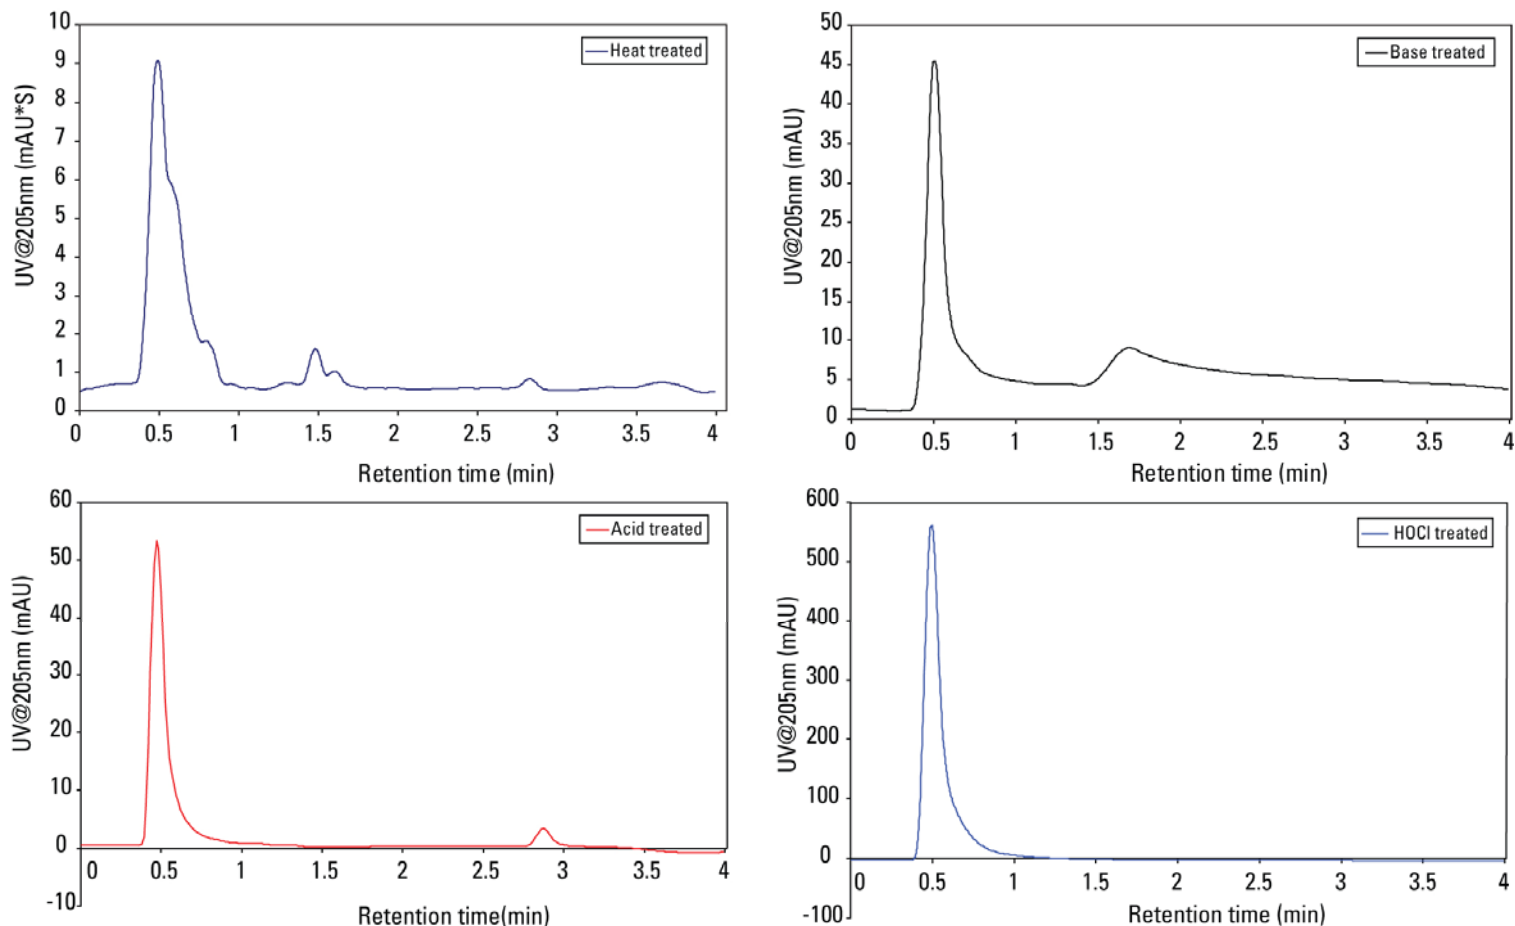 10
9
8
7
6
5
4
3
2
1
0
UV@205nm (mAU*S)
Heat treated
0 0.5 1 1.5 2 2.5 3 3.5 4
Retention time (min)
50
45
40
35
30
25
20
15
10
5
0
UV@205nm (mAU)
Base treated
0 0.5 1 1.5 2 2.5 3 3.5 4
Retention time (min)
60
50
40
30
20
10
0
-10
UV@205nm (mAU)
Acid treated
0 0.5 1 1.5 2 2.5 3 3.5 4
Retention time(min)
600
500
400
300
200
100
0
-100
UV@205nm (mAU)
HOCl treated
0 0.5 1 1.5 2 2.5 3 3.5 4
Retention time (min)